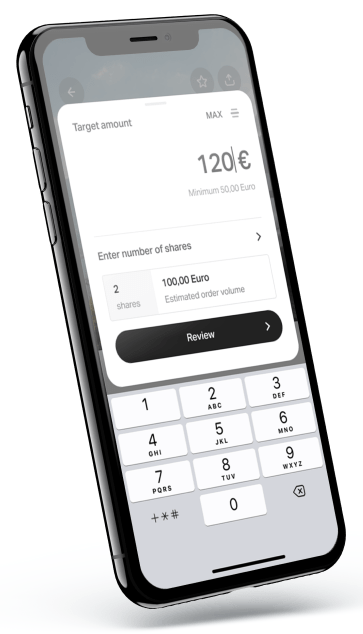 Target amount
MAX
120 €
Minimum 50.00 Euro
Enter number of shares
2
shares
100.00 Euro
Estimated order volume
Review
1
2
ABC
3
DEF
4
GHI
5
JKL
6
MNO
7
PQRS
8
TUV
9
WXYZ
+*#
0